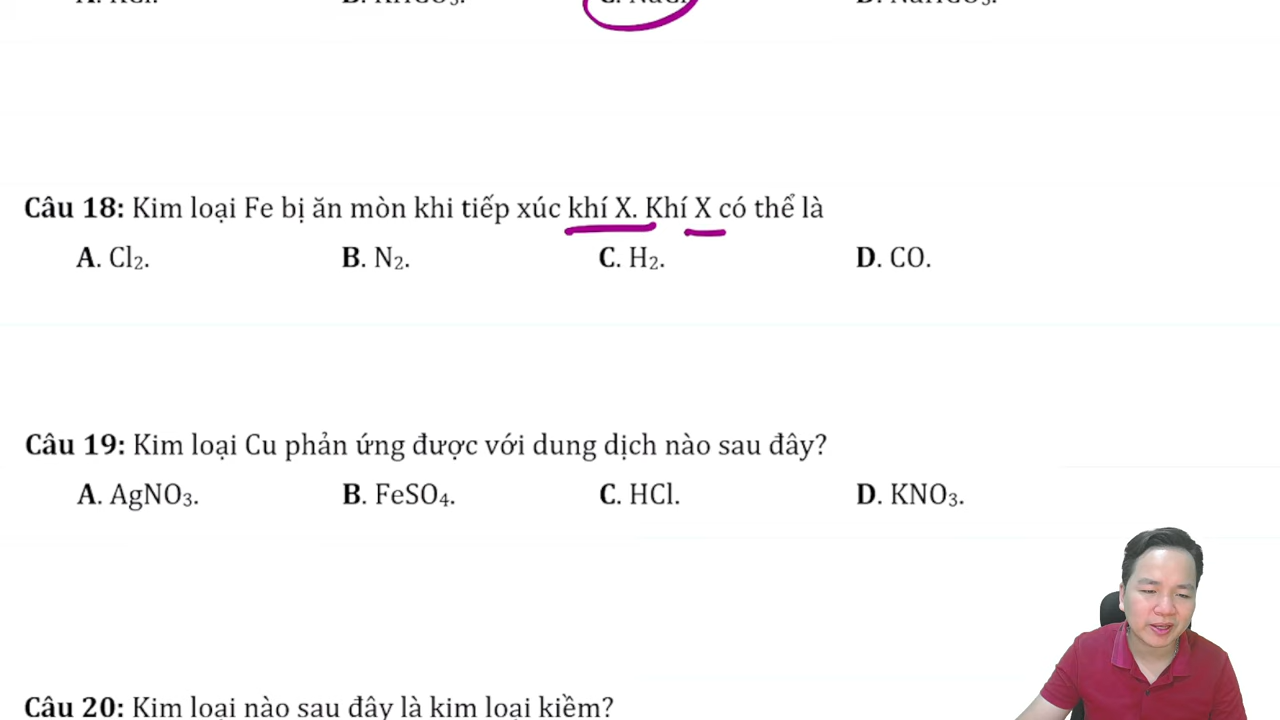 Câu 18: Kim loại Fe bị ăn mòn khi tiếp xúc khí X. Khí X có thể là
A. Cl₂. B. N₂. C. H₂. D. CO.
Câu 19: Kim loại Cu phản ứng được với dung dịch nào sau đây?
A. AgNO₃. B. FeSO₄. C. HCl. D. KNO₃.
Câu 20: Kim loại nào sau đây là kim loại kiềm?